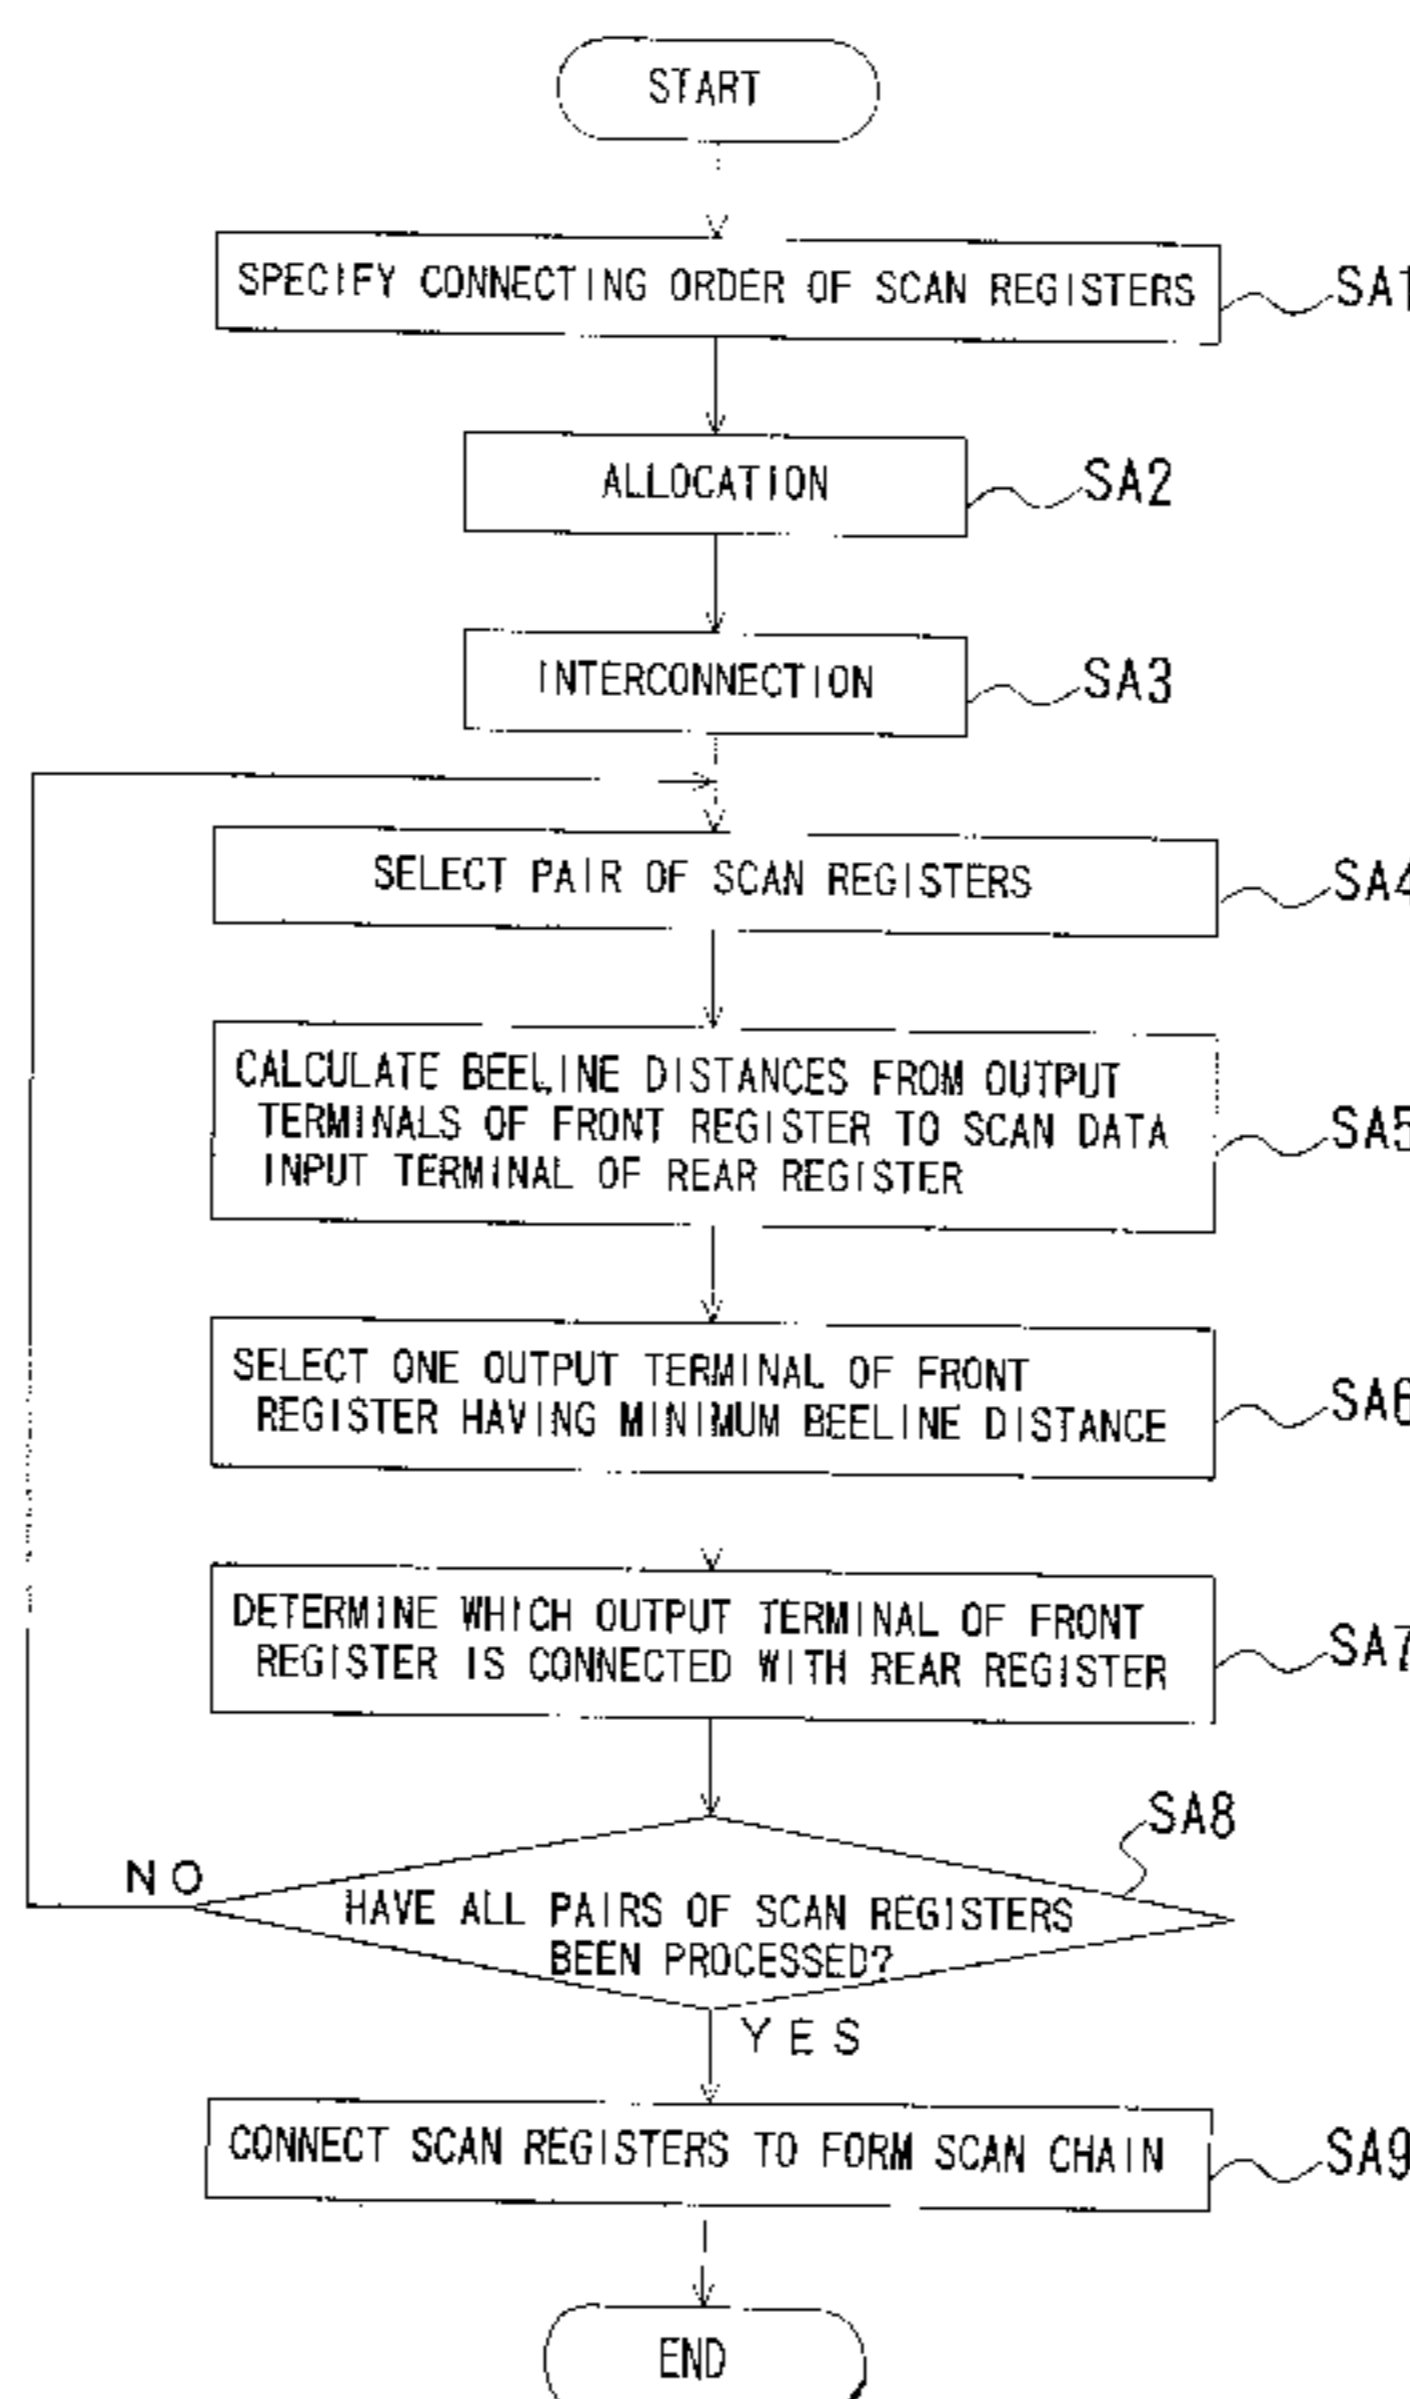 START
SPECIFY CONNECTING ORDER OF SCAN REGISTERS
SA1
ALLOCATION
SA2
INTERCONNECTION
SA3
SELECT PAIR OF SCAN REGISTERS
SA4
CALCULATE BEELINE DISTANCES FROM OUTPUT
TERMINALS OF FRONT REGISTER TO SCAN DATA
INPUT TERMINAL OF REAR REGISTER
SA5
SELECT ONE OUTPUT TERMINAL OF FRONT
REGISTER HAVING MINIMUM BEELINE DISTANCE
SA6
DETERMINE WHICH OUTPUT TERMINAL OF FRONT
REGISTER IS CONNECTED WITH REAR REGISTER
SA7
SA8
NO
HAVE ALL PAIRS OF SCAN REGISTERS
BEEN PROCESSED?
YES
CONNECT SCAN REGISTERS TO FORM SCAN CHAIN
SA9
END